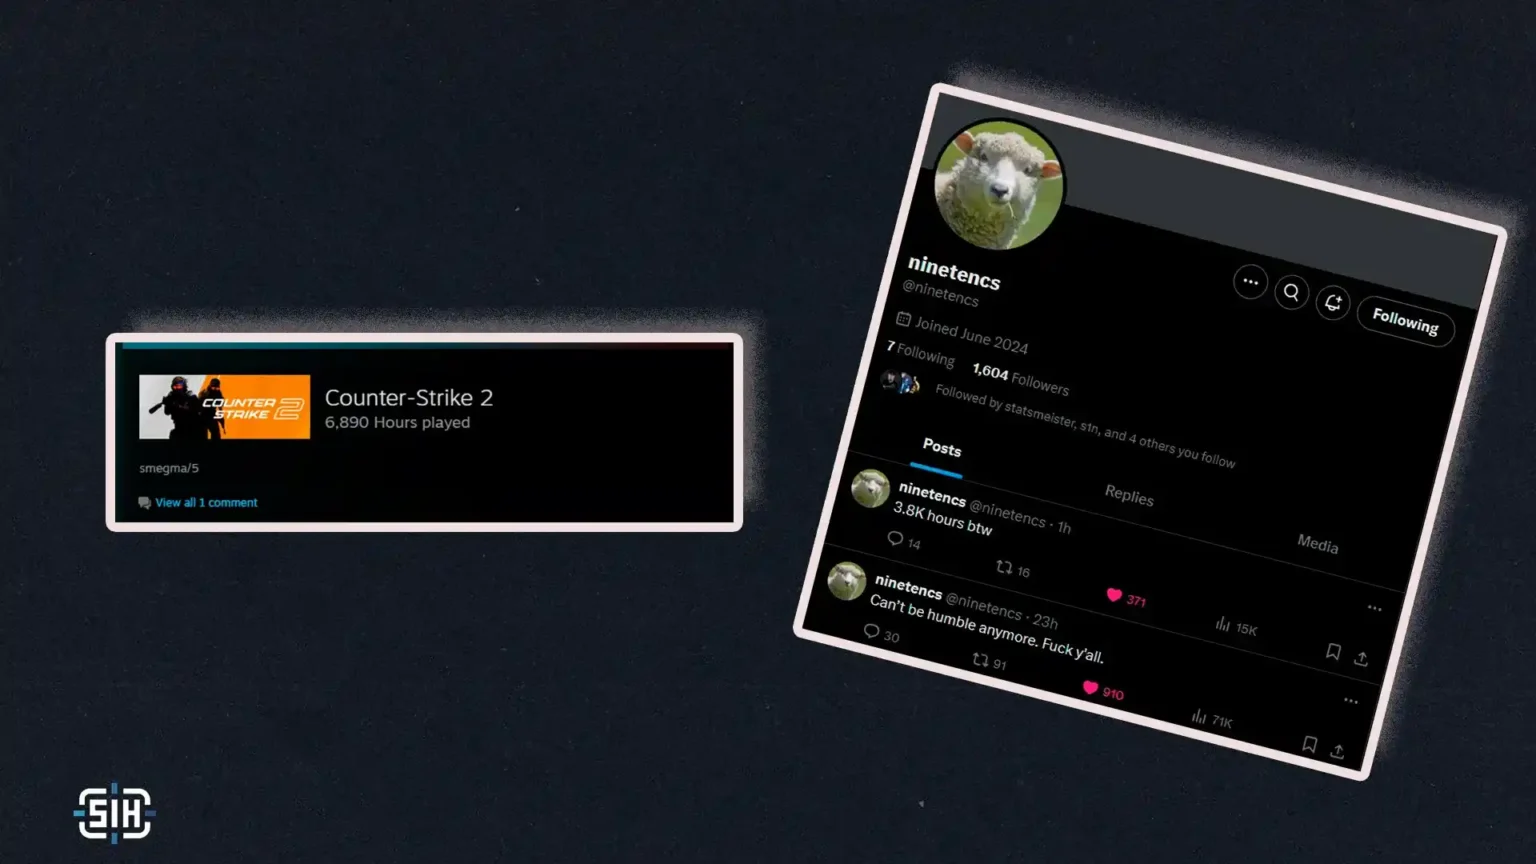 COUNTER
STRIKE 2
Counter-Strike 2
6,890 Hours played
smegma/5
View all 1 comment
ninetencs
@ninetencs
Following
Joined June 2024
7 Following 1,604 Followers
Followed by statsmeister, s1n, and 4 others you follow
Posts
Replies
Media
ninetencs @ninetencs · 1h
3.8K hours btw
14
16
371
15K
ninetencs @ninetencs · 23h
Can't be humble anymore. Fuck y'all.
30
91
910
71K
SIH